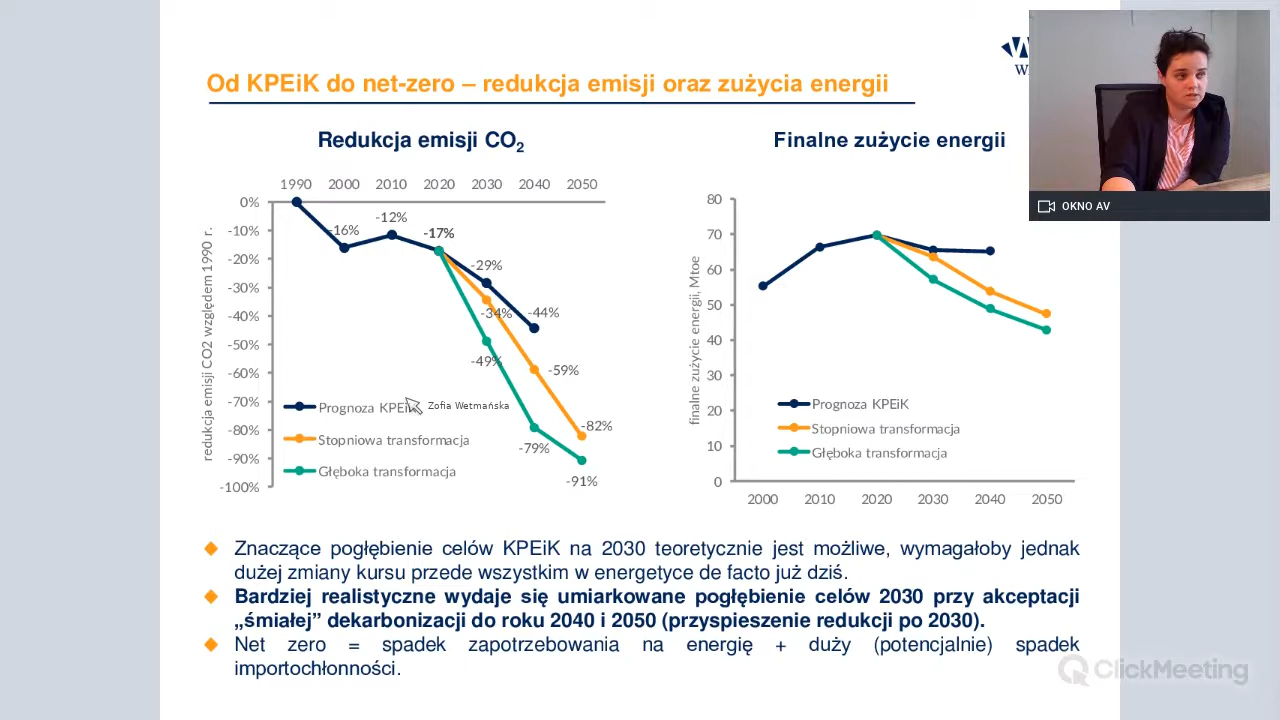 Od KPEiK do net-zero – redukcja emisji oraz zużycia energii
W
W
OKNO AV
Redukcja emisji CO₂
1990 2000 2010 2020 2030 2040 2050
0%
-10%
-20%
-30%
-40%
-50%
-60%
-70%
-80%
-90%
-100%
redukcja emisji CO2 względem 1990 r.
-16%
-12%
-17%
-29%
-34%
-44%
-49%
-59%
-79%
-82%
-91%
Prognoza KPEiK
Stopniowa transformacja
Głęboka transformacja
Zofia Wetmańska
Finalne zużycie energii
80
70
60
50
40
30
20
10
0
finalne zużycie energii, Mtoe
Prognoza KPEiK
Stopniowa transformacja
Głęboka transformacja
2000 2010 2020 2030 2040 2050
Znaczące pogłębienie celów KPEiK na 2030 teoretycznie jest możliwe, wymagałoby jednak
dużej zmiany kursu przede wszystkim w energetyce de facto już dziś.
Bardziej realistyczne wydaje się umiarkowane pogłębienie celów 2030 przy akceptacji
„śmiałej” dekarbonizacji do roku 2040 i 2050 (przyspieszenie redukcji po 2030).
Net zero = spadek zapotrzebowania na energię + duży (potencjalnie) spadek
importochłonności.
ClickMeeting